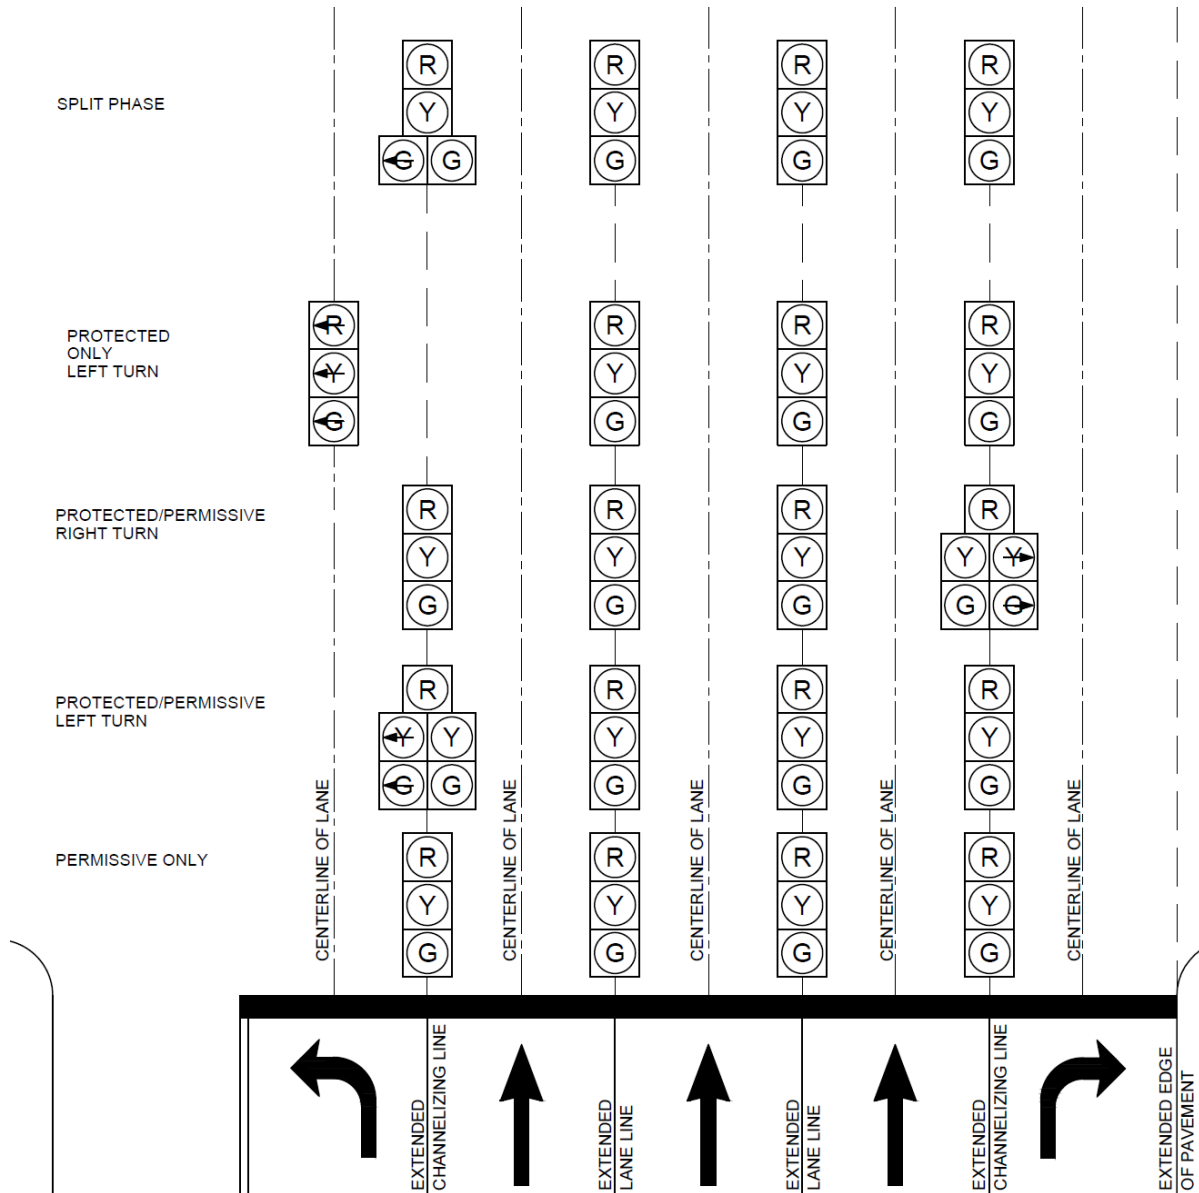 R R R R
SPLIT PHASE
Y Y Y Y
G G G G G
R R R R
PROTECTED
ONLY
LEFT TURN
Y Y Y Y
G G G G
R R R R
PROTECTED/PERMISSIVE
RIGHT TURN
Y Y Y Y Y
G G G G G
R R R R
PROTECTED/PERMISSIVE
LEFT TURN
Y Y Y Y Y
G G G G G
PERMISSIVE ONLY
R R R R
Y Y Y Y
G G G G
CENTERLINE OF LANE
CENTERLINE OF LANE
CENTERLINE OF LANE
CENTERLINE OF LANE
CENTERLINE OF LANE
EXTENDED
CHANNELIZING LINE
EXTENDED
LANE LINE
EXTENDED
LANE LINE
EXTENDED
CHANNELIZING LINE
EXTENDED EDGE
OF PAVEMENT